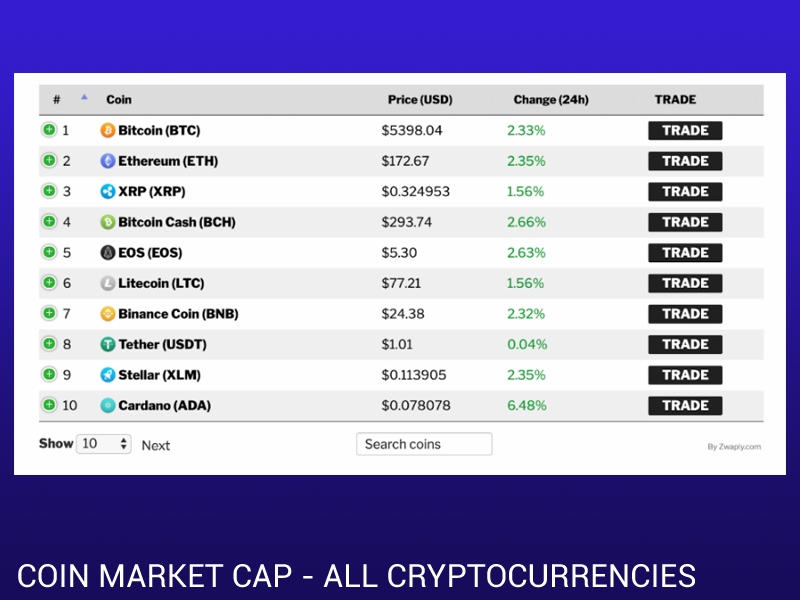 # Coin Price (USD) Change (24h) TRADE
1 Bitcoin (BTC) $5398.04 2.33% TRADE
2 Ethereum (ETH) $172.67 2.35% TRADE
3 XRP (XRP) $0.324953 1.56% TRADE
4 Bitcoin Cash (BCH) $293.74 2.66% TRADE
5 EOS (EOS) $5.30 2.63% TRADE
6 Litecoin (LTC) $77.21 1.56% TRADE
7 Binance Coin (BNB) $24.38 2.32% TRADE
8 Tether (USDT) $1.01 0.04% TRADE
9 Stellar (XLM) $0.113905 2.35% TRADE
10 Cardano (ADA) $0.078078 6.48% TRADE
Show 10 Next Search coins By Zwaply.com
COIN MARKET CAP - ALL CRYPTOCURRENCIES